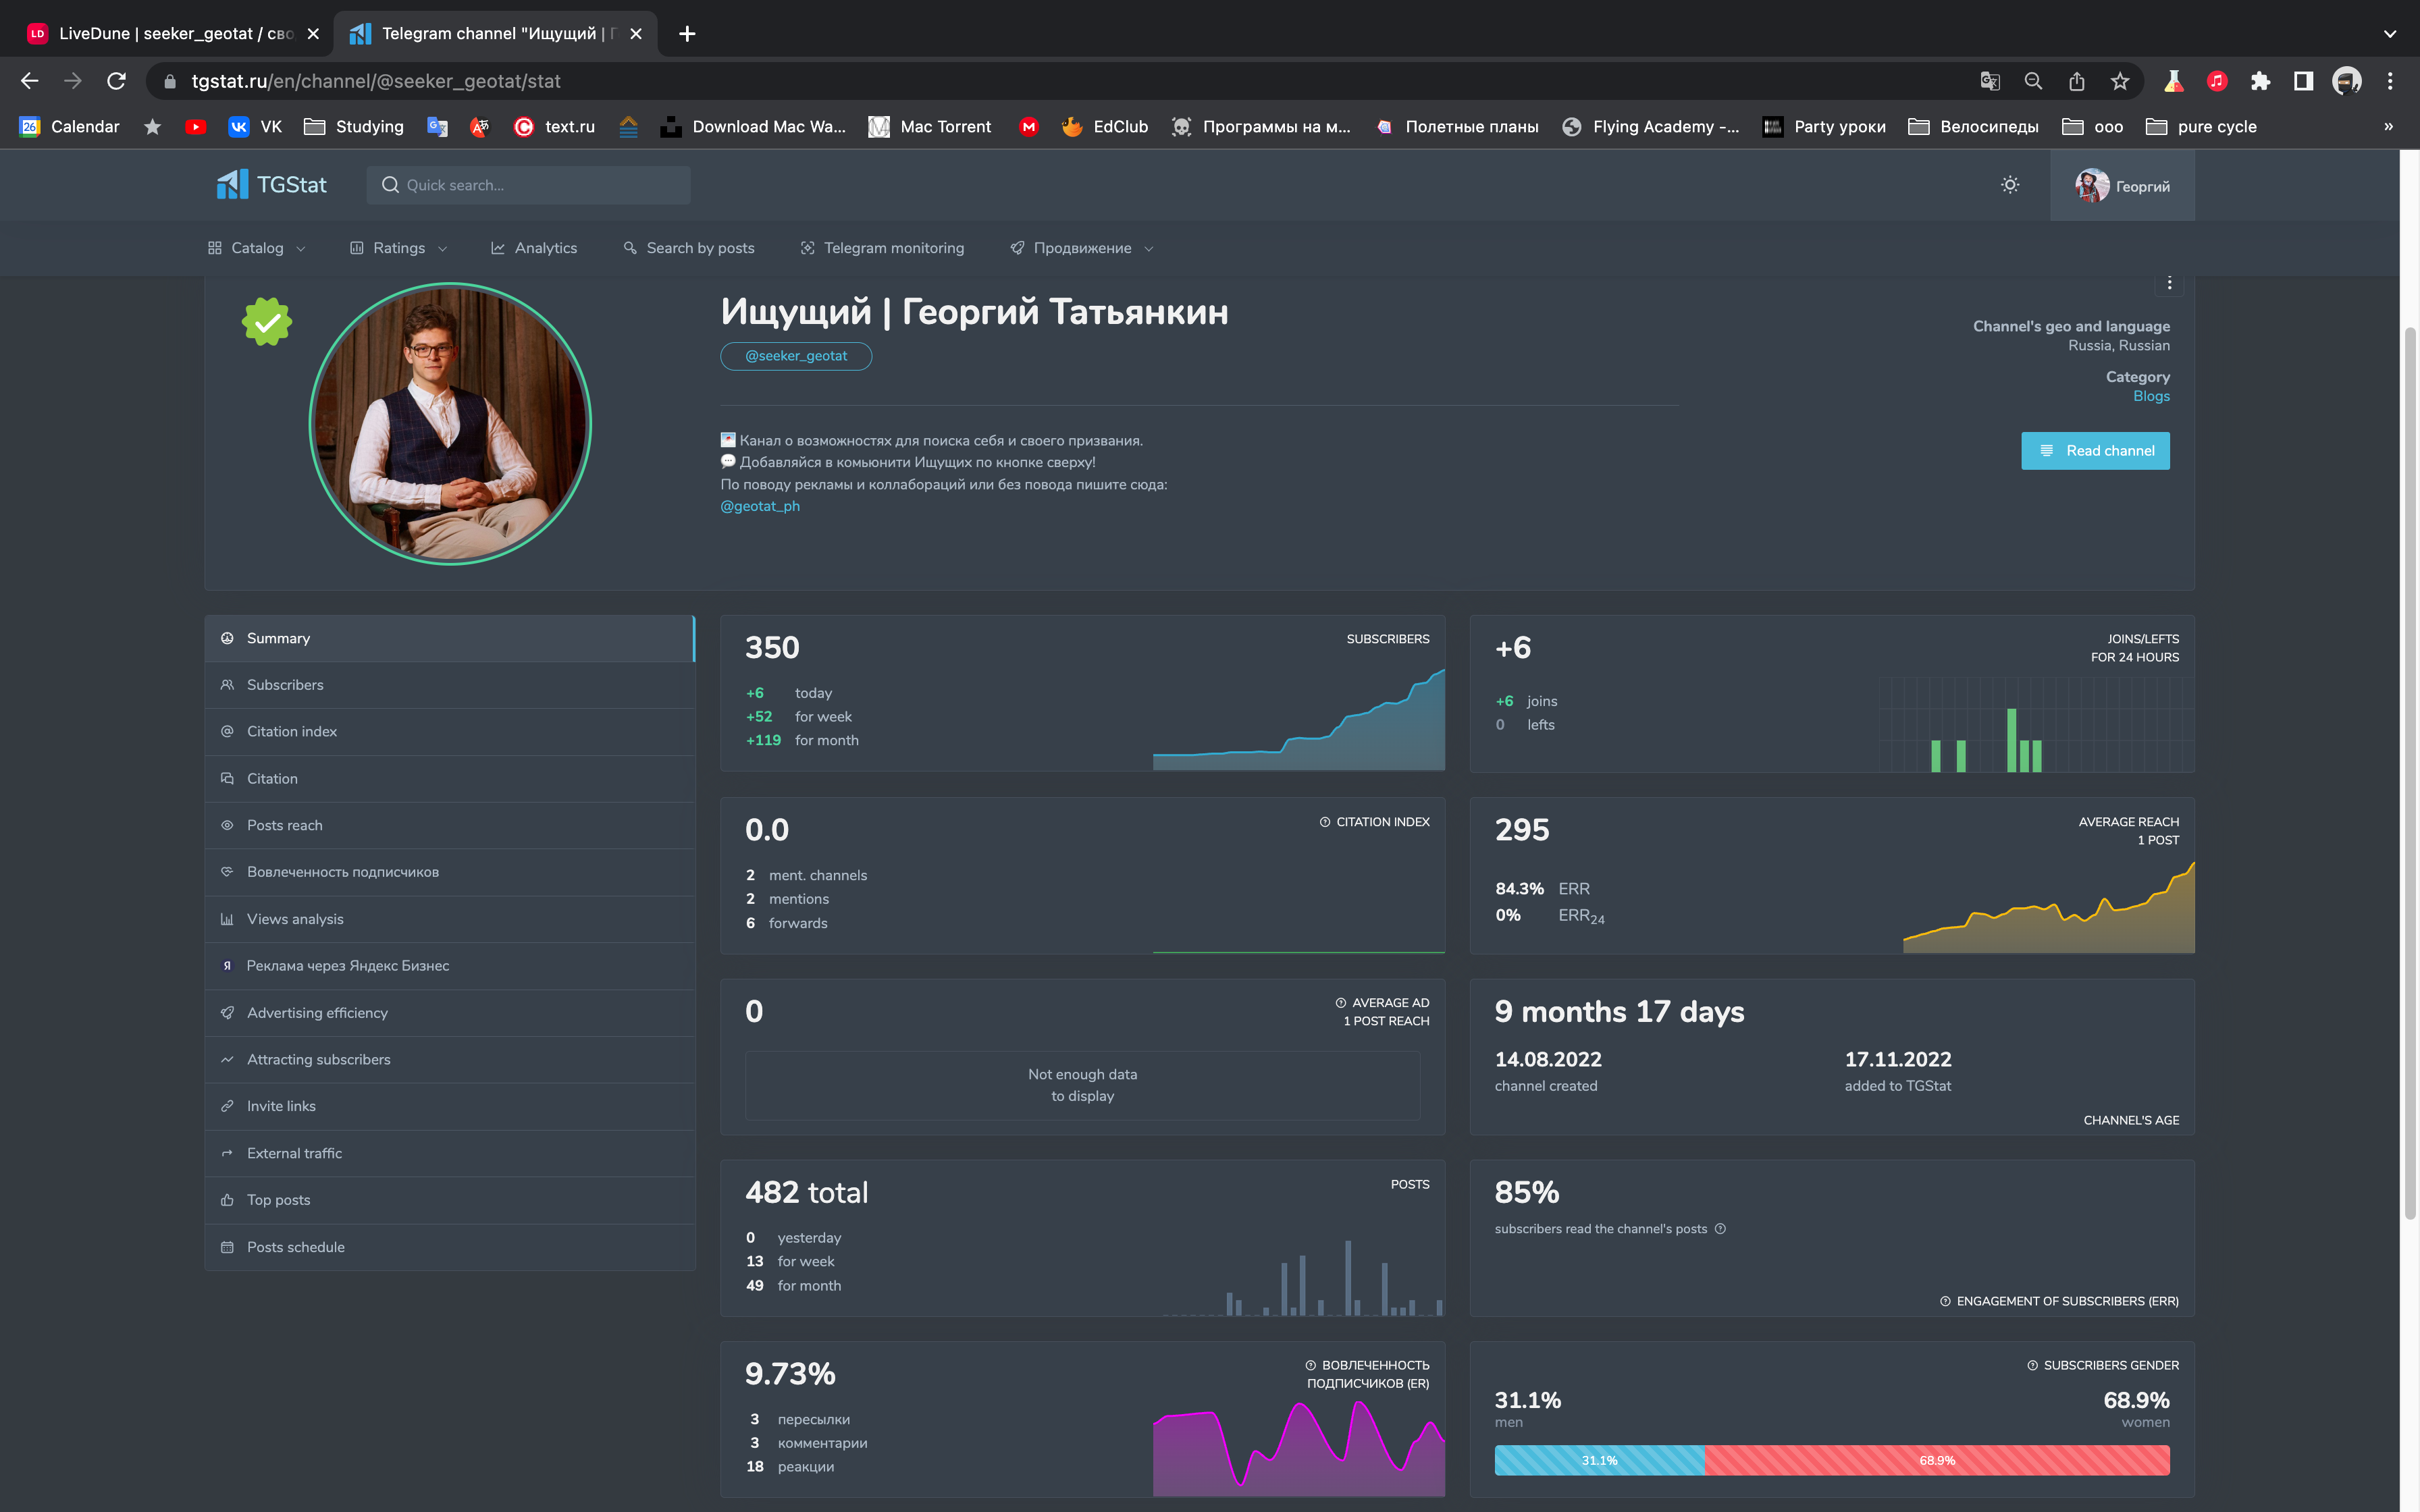 LiveDune | seeker_geotat / сво
Telegram channel "Ищущий | Г
tgstat.ru/en/channel/@seeker_geotat/stat
26 Calendar
VK
Studying
text.ru
Download Mac Wa...
Mac Torrent
EdClub
Программы на м...
Полетные планы
Flying Academy -...
Party уроки
Велосипеды
ооо
pure cycle
»
TGStat
Quick search...
Георгий
Catalog
Ratings
Analytics
Search by posts
Telegram monitoring
Продвижение
Ищущий | Георгий Татьянкин
@seeker_geotat
Канал о возможностях для поиска себя и своего призвания.
Добавляйся в комьюнити Ищущих по кнопке сверху!
По поводу рекламы и коллабораций или без повода пишите сюда:
@geotat_ph
Channel's geo and language
Russia, Russian
Category
Blogs
Read channel
Summary
Subscribers
Citation index
Citation
Posts reach
Вовлеченность подписчиков
Views analysis
Реклама через Яндекс Бизнес
Advertising efficiency
Attracting subscribers
Invite links
External traffic
Top posts
Posts schedule
350
SUBSCRIBERS
+6 today
+52 for week
+119 for month
+6
JOINS/LEFTS
FOR 24 HOURS
+6 joins
0 lefts
0.0
CITATION INDEX
2 ment. channels
2 mentions
6 forwards
295
AVERAGE REACH
1 POST
84.3% ERR
0% ERR24
0
AVERAGE AD
1 POST REACH
Not enough data
to display
9 months 17 days
14.08.2022
channel created
17.11.2022
added to TGStat
CHANNEL'S AGE
482 total
POSTS
0 yesterday
13 for week
49 for month
85%
subscribers read the channel's posts
ENGAGEMENT OF SUBSCRIBERS (ERR)
9.73%
ВОВЛЕЧЕННОСТЬ
ПОДПИСЧИКОВ (ER)
3 пересылки
3 комментарии
18 реакции
SUBSCRIBERS GENDER
31.1%
men
68.9%
women
31.1%
68.9%